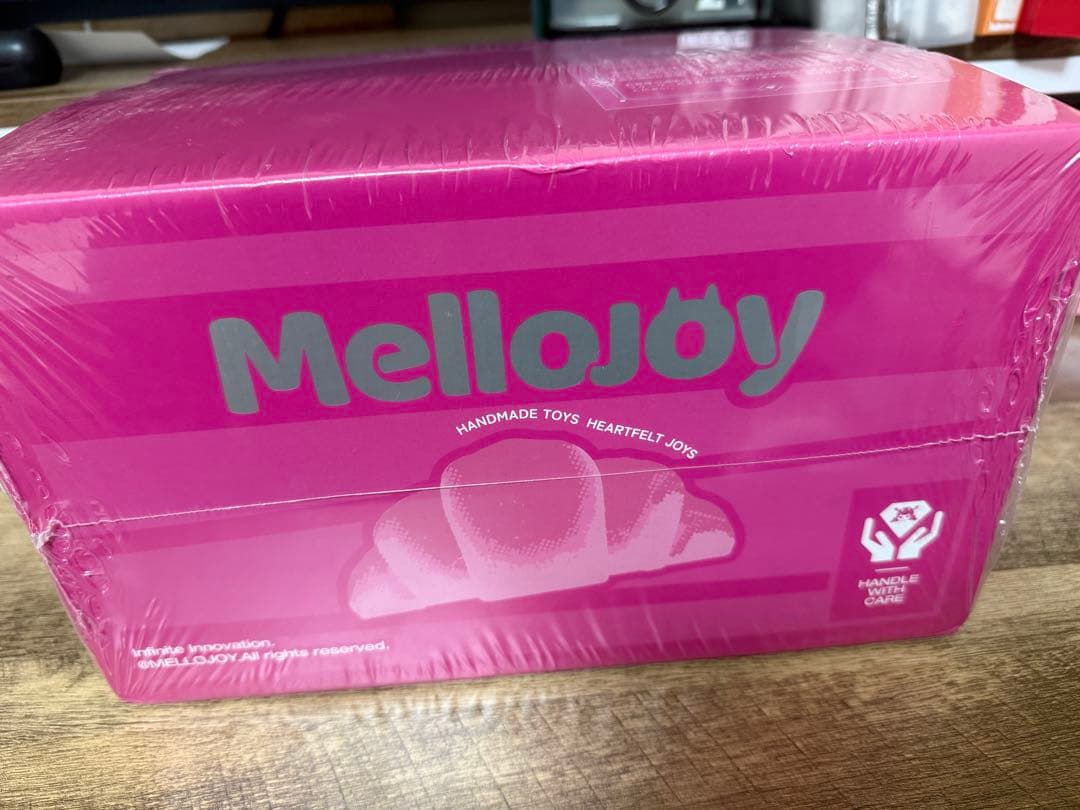 Mellojoy
HANDMADE TOYS HEARTFELT JOYS
HANDLE
WITH
CARE
Infinite Innovation.
©MELLOJOY.All rights reserved.